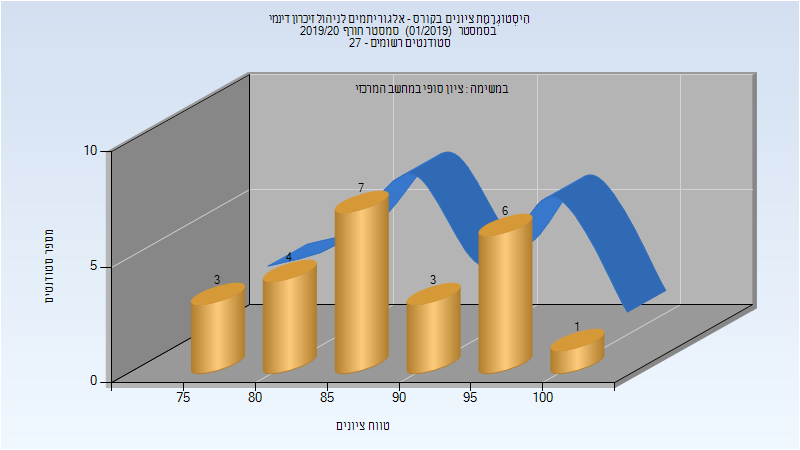 היסטוגרמת ציונים בקורס - אלגוריתמים לניהול זיכרון דינמי
בסמסטר (01/2019) סמסטר חורף 2019/20
סטודנטים רשומים - 27
במשימה : ציון סופי במחשב המרכזי
מספר סטודנטים
10
5
0
3
4
7
3
6
1
75
80
85
90
95
100
טווח ציונים